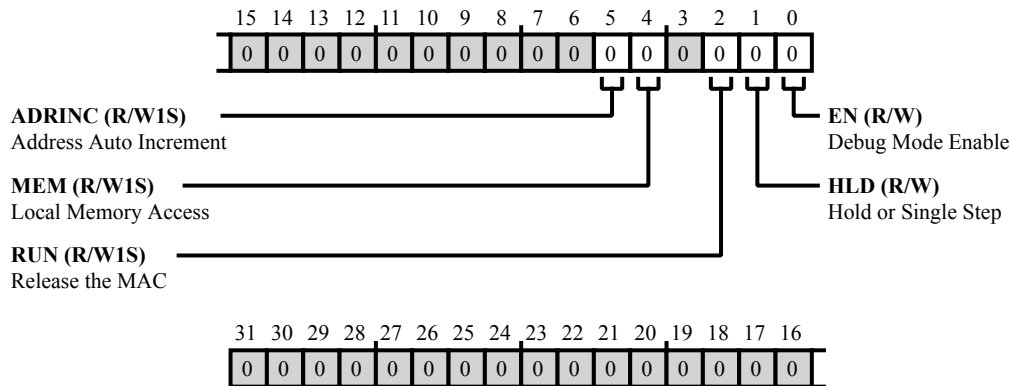 15 14 13 12 11 10 9 8 7 6 5 4 3 2 1 0
0 0 0 0 0 0 0 0 0 0 0 0 0 0 0 0
ADRINC (R/W1S)
Address Auto Increment
EN (R/W)
Debug Mode Enable
MEM (R/W1S)
Local Memory Access
HLD (R/W)
Hold or Single Step
RUN (R/W1S)
Release the MAC
31 30 29 28 27 26 25 24 23 22 21 20 19 18 17 16
0 0 0 0 0 0 0 0 0 0 0 0 0 0 0 0